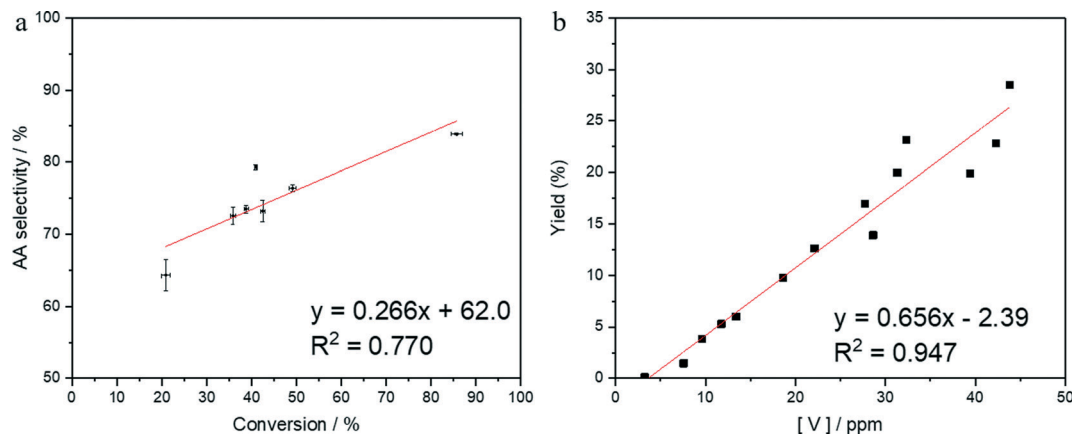 a
AA selectivity / %
100
90
80
70
60
50
0 10 20 30 40 50 60 70 80 90 100
Conversion / %
y = 0.266x + 62.0
R² = 0.770
b
Yield (%)
35
30
25
20
15
10
5
0
0 10 20 30 40 50
[ V ] / ppm
y = 0.656x - 2.39
R² = 0.947